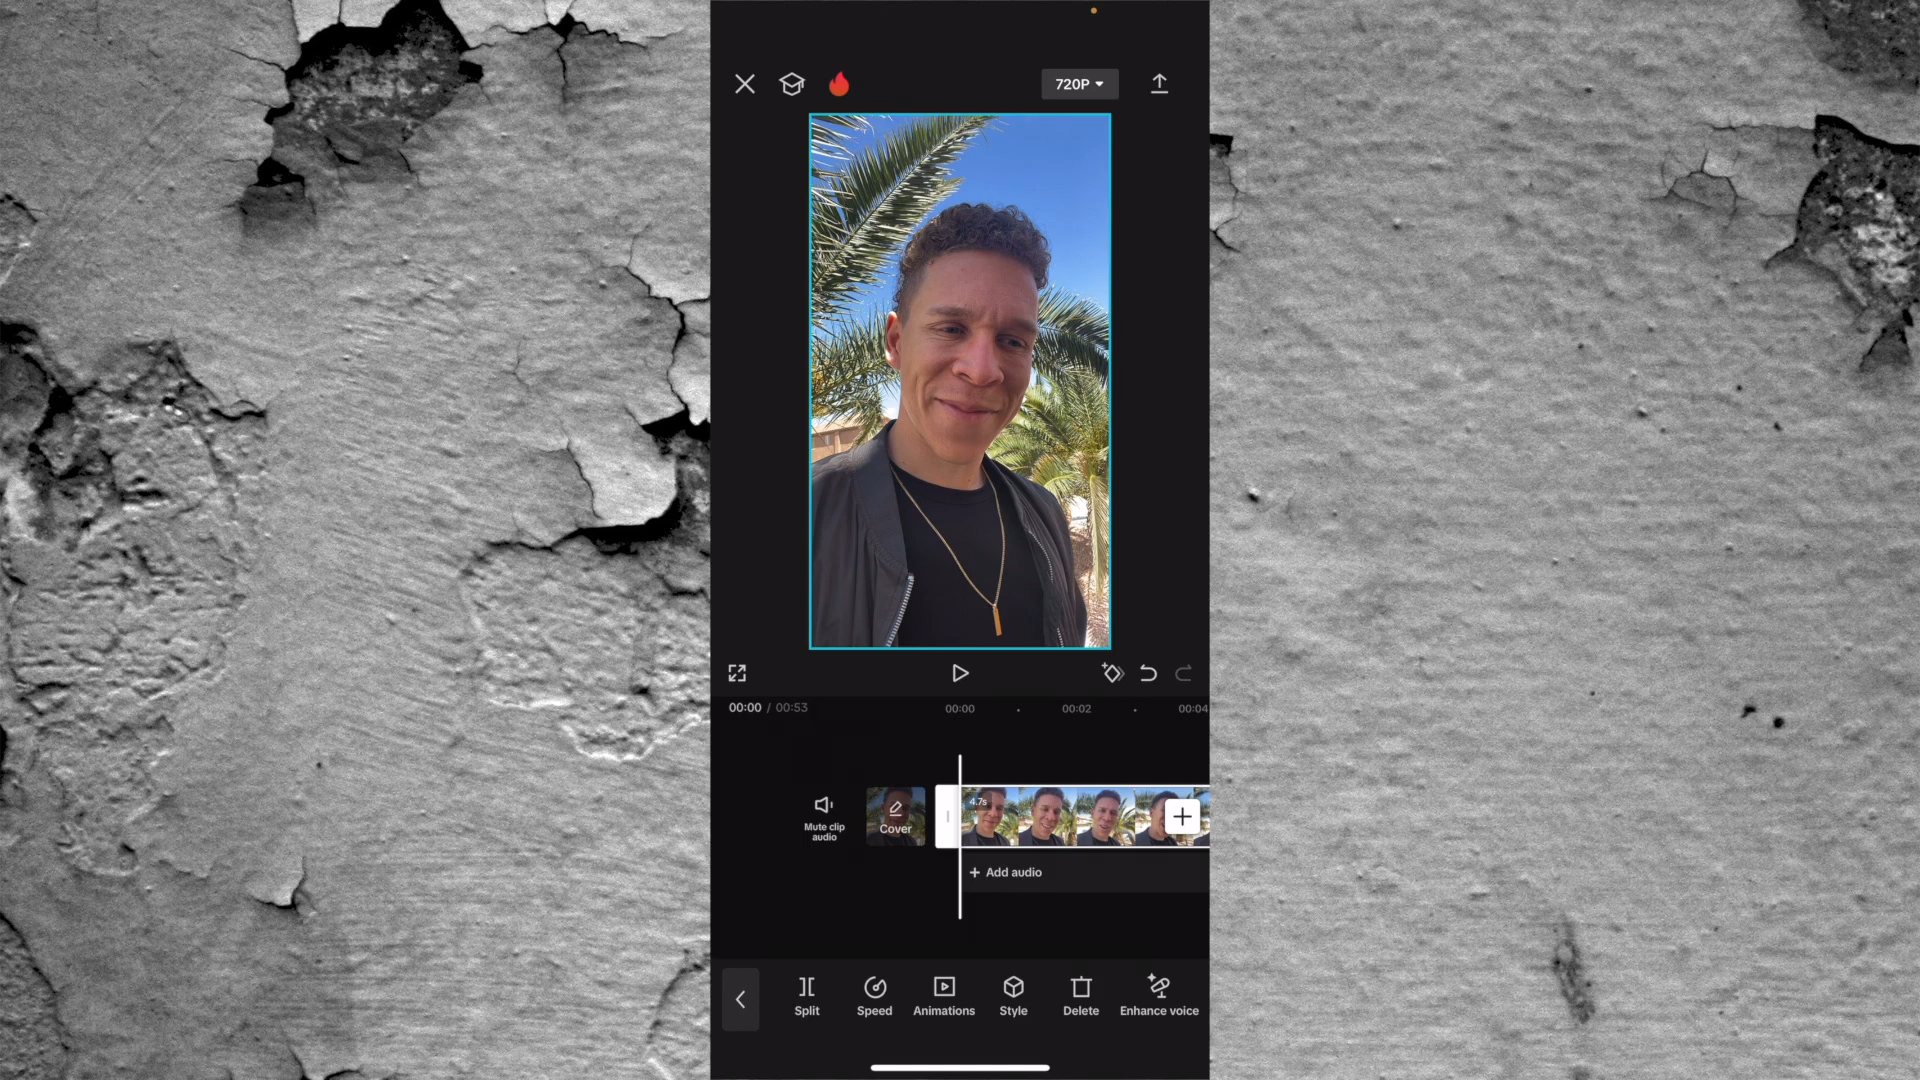 720P
00:00 / 00:53
00:00
00:02
00:04
4.7s
Mute clip
audio
Cover
+ Add audio
Split
Speed
Animations
Style
Delete
Enhance voice